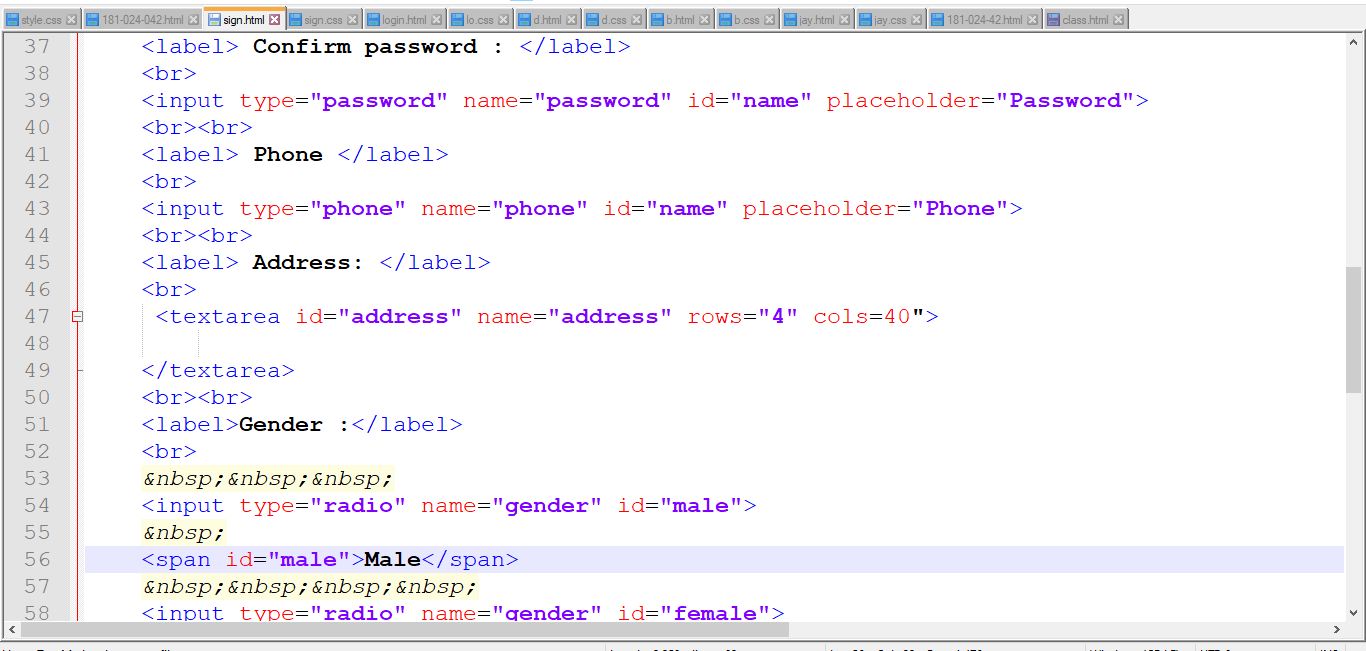 style.css 181-024-042.html sign.html sign.css login.html lo.css d.html d.css b.html b.css jay.html jay.css 181-024-42.html class.html
37 <label> Confirm password : </label>
38 <br>
39 <input type="password" name="password" id="name" placeholder="Password">
40 <br><br>
41 <label> Phone </label>
42 <br>
43 <input type="phone" name="phone" id="name" placeholder="Phone">
44 <br><br>
45 <label> Address: </label>
46 <br>
47 <textarea id="address" name="address" rows="4" cols=40">
48
49 </textarea>
50 <br><br>
51 <label>Gender :</label>
52 <br>
53 &nbsp;&nbsp;&nbsp;
54 <input type="radio" name="gender" id="male">
55 &nbsp;
56 <span id="male">Male</span>
57 &nbsp;&nbsp;&nbsp;&nbsp;
58 <input type="radio" name="gender" id="female">